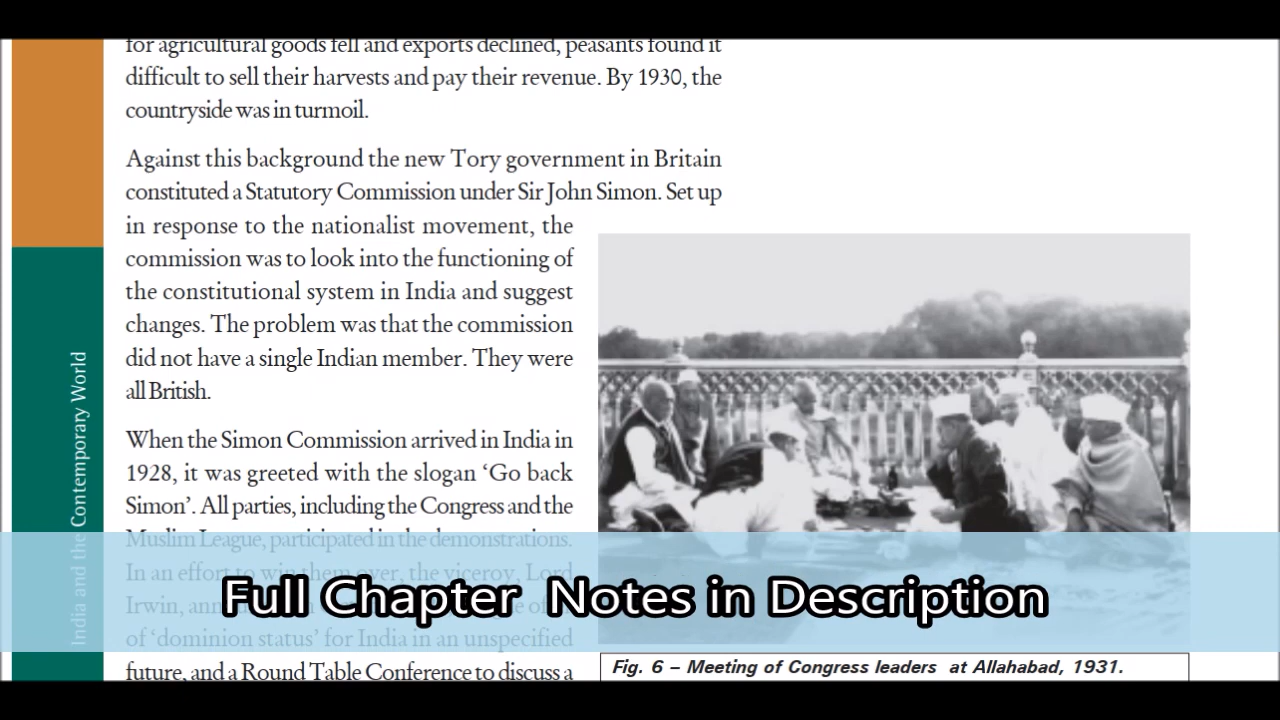 for agricultural goods fell and exports declined, peasants found it
difficult to sell their harvests and pay their revenue. By 1930, the
countryside was in turmoil.
Against this background the new Tory government in Britain
constituted a Statutory Commission under Sir John Simon. Set up
in response to the nationalist movement, the
commission was to look into the functioning of
the constitutional system in India and suggest
changes. The problem was that the commission
did not have a single Indian member. They were
all British.
When the Simon Commission arrived in India in
1928, it was greeted with the slogan ‘Go back
Simon’. All parties, including the Congress and the
Muslim League, participated in the demonstrations.
In an effort to win them over, the viceroy, Lord
Irwin,
of ‘dominion status’ for India in an unspecified
future, and a Round Table Conference to discuss a
India and the Contemporary World
Full Chapter Notes in Description
Fig. 6 – Meeting of Congress leaders at Allahabad, 1931.